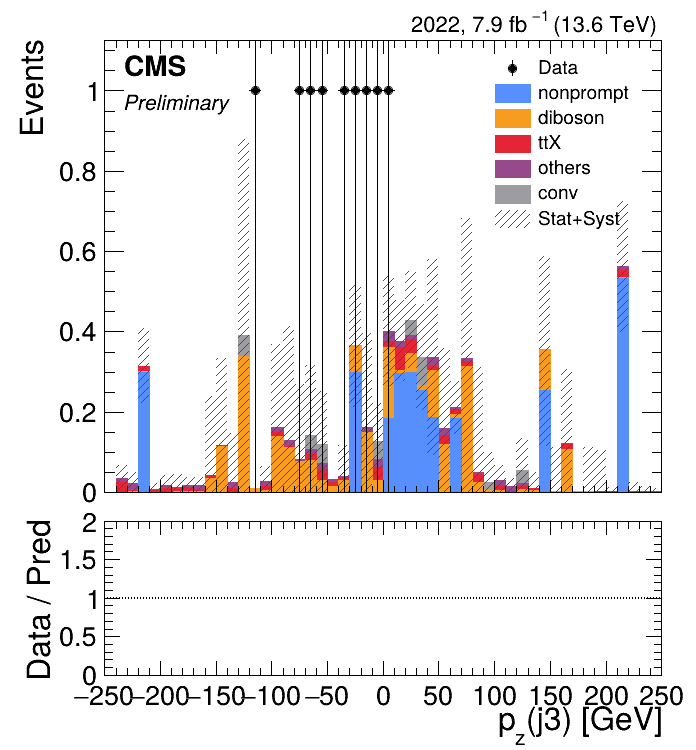 2022, 7.9 fb⁻¹ (13.6 TeV)
CMS
Preliminary
Events
1
0.8
0.6
0.4
0.2
0
Data
nonprompt
diboson
ttX
others
conv
Stat+Syst
Data / Pred
2
1.5
1
0.5
0
−250 −200 −150 −100 −50 0 50 100 150 200 250
p_z(j3) [GeV]